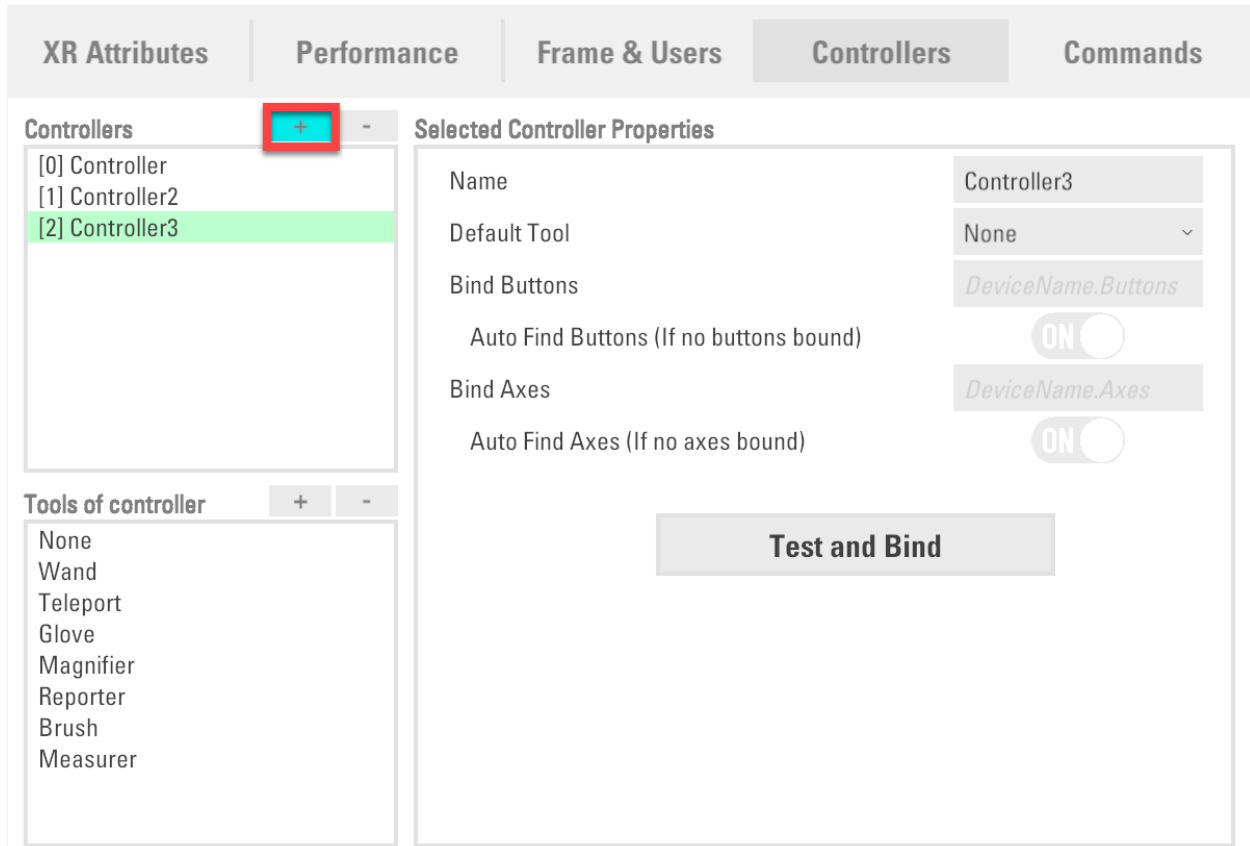 XR Attributes
Performance
Frame & Users
Controllers
Commands
Controllers
+
-
[0] Controller
[1] Controller2
[2] Controller3
Tools of controller
+
-
None
Wand
Teleport
Glove
Magnifier
Reporter
Brush
Measurer
Selected Controller Properties
Name
Controller3
Default Tool
None
Bind Buttons
DeviceName.Buttons
Auto Find Buttons (If no buttons bound)
ON
Bind Axes
DeviceName.Axes
Auto Find Axes (If no axes bound)
ON
Test and Bind